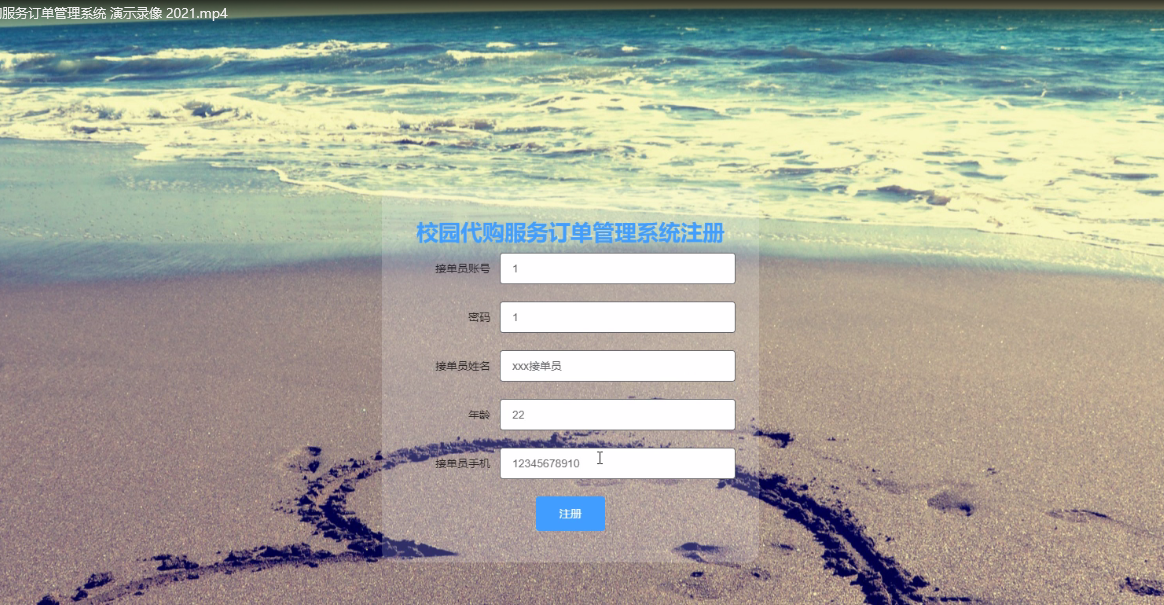 服务订单管理系统 演示录像 2021.mp4
校园代购服务订单管理系统注册
接单员账号 1
密码 1
接单员姓名 xxx接单员
年龄 22
接单员手机 12345678910
注册